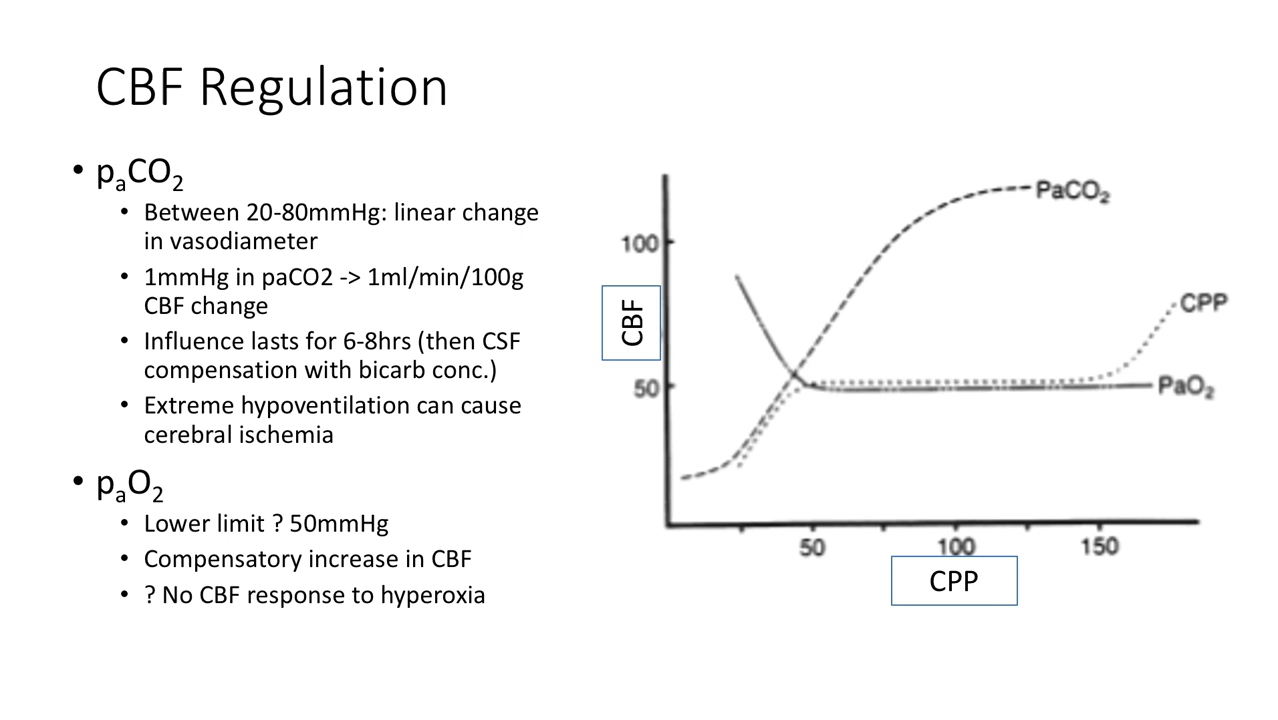 CBF Regulation
• paCO2
• Between 20-80mmHg: linear change
in vasodiameter
• 1mmHg in paCO2 -> 1ml/min/100g
CBF change
• Influence lasts for 6-8hrs (then CSF
compensation with bicarb conc.)
• Extreme hypoventilation can cause
cerebral ischemia
• paO2
• Lower limit ? 50mmHg
• Compensatory increase in CBF
• ? No CBF response to hyperoxia
PaCO2
100
CPP
CBF
50
PaO2
50 100 150
CPP